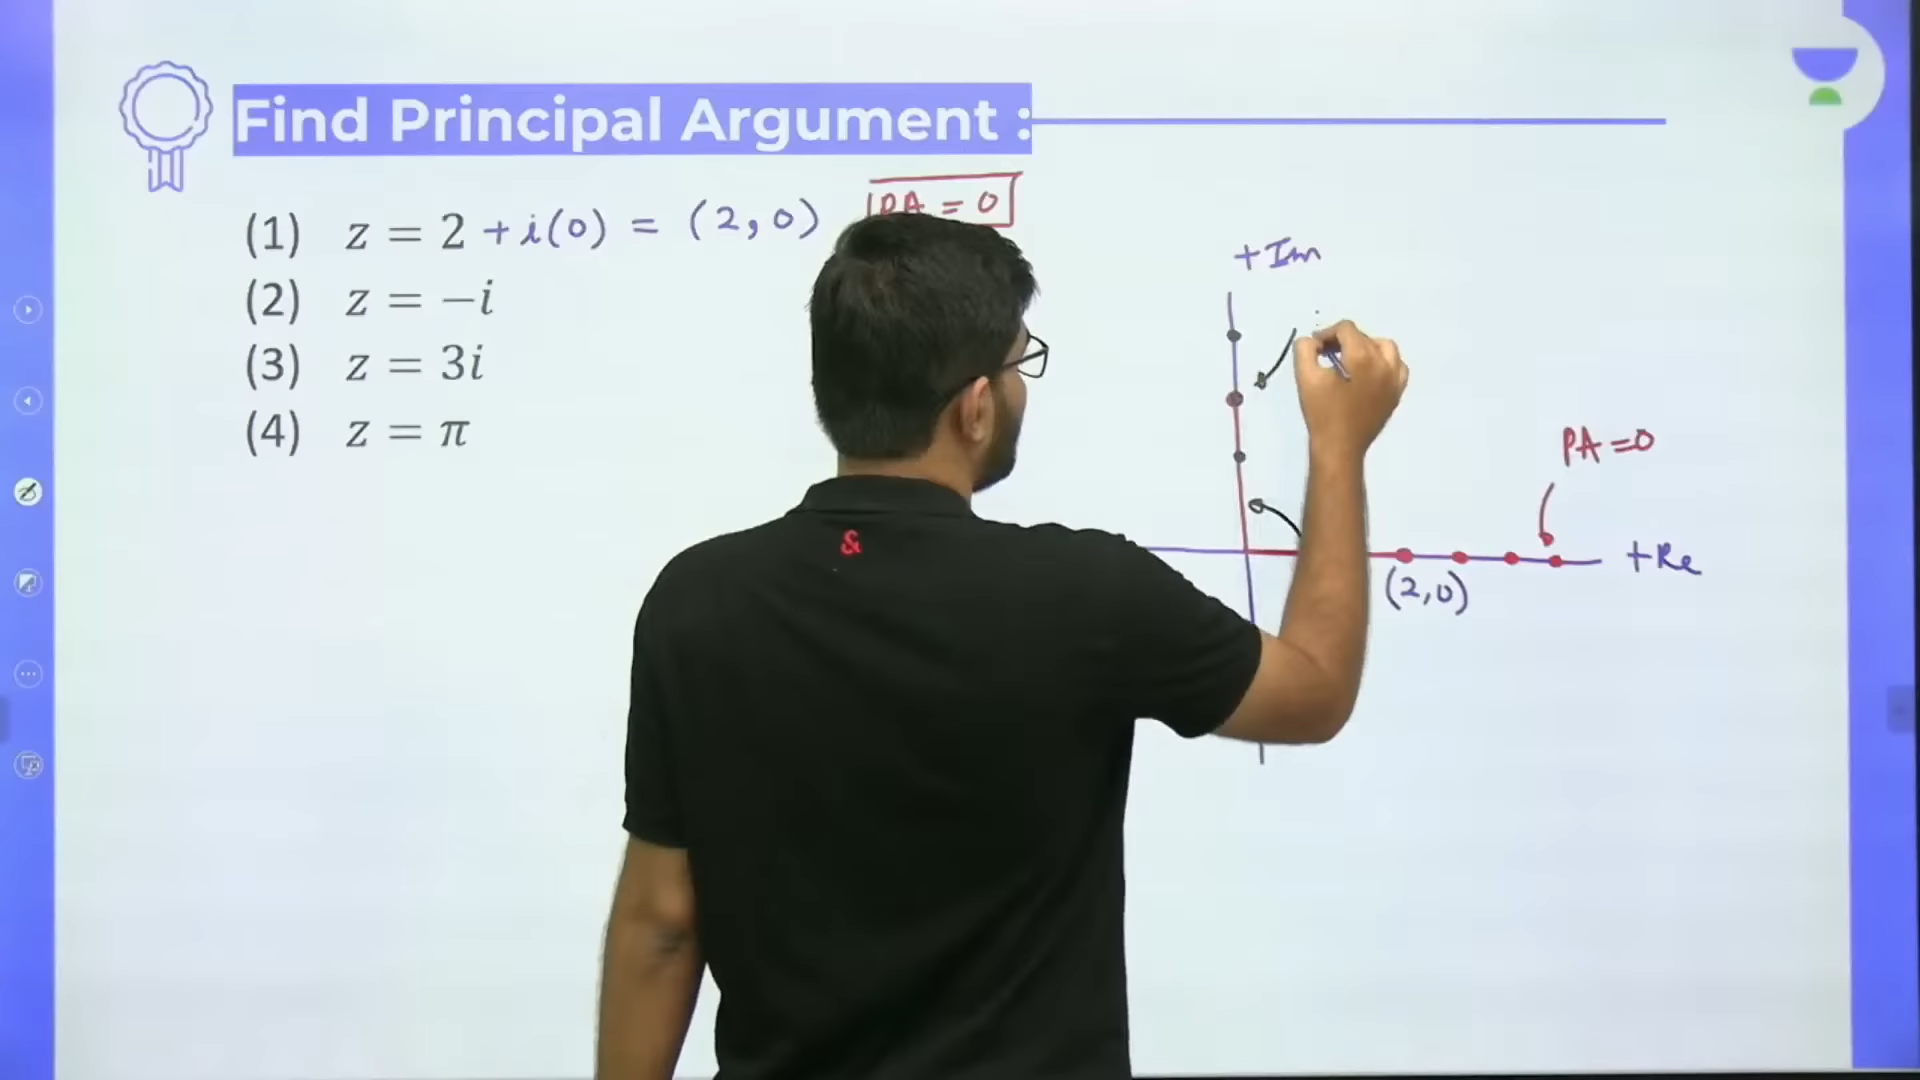 Find Principal Argument :
PA = 0
(1) z = 2 + i(0) = (2, 0)
(2) z = −i
(3) z = 3i
(4) z = π
+ Im
PA = 0
+ Re
(2, 0)
&